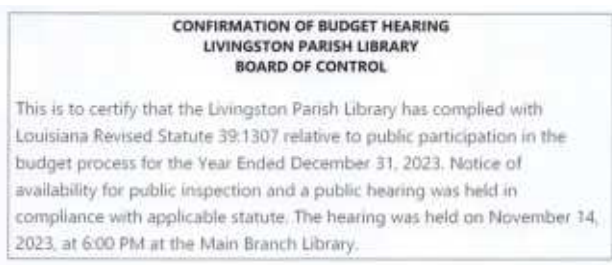 CONFIRMATION OF BUDGET HEARING
LIVINGSTON PARISH LIBRARY
BOARD OF CONTROL
This is to certify that the Livingston Parish Library has complied with
Louisiana Revised Statute 39:1307 relative to public participation in the
budget process for the Year Ended December 31, 2023. Notice of
availability for public inspection and a public hearing was held in
compliance with applicable statute. The hearing was held on November 14,
2023, at 6:00 PM at the Main Branch Library.